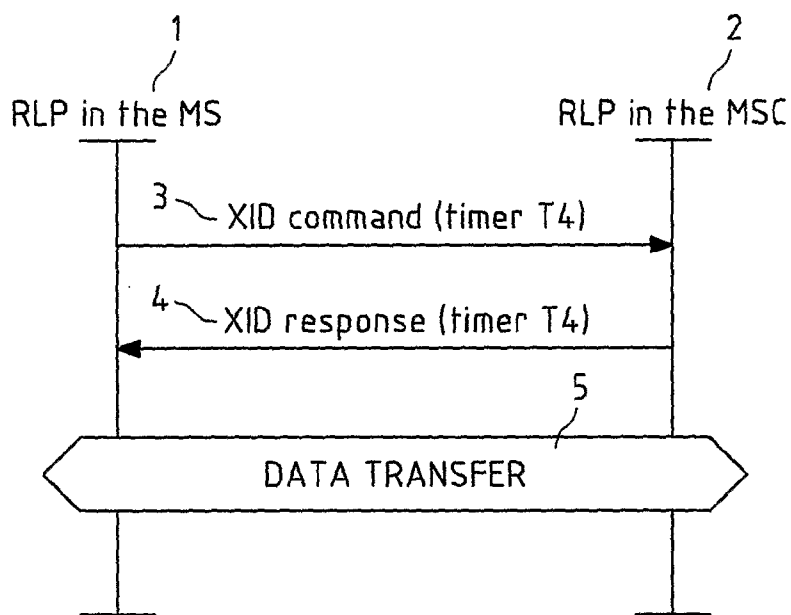 1
2
RLP in the MS
RLP in the MSC
3
XID command (timer T4)
4
XID response (timer T4)
5
DATA TRANSFER